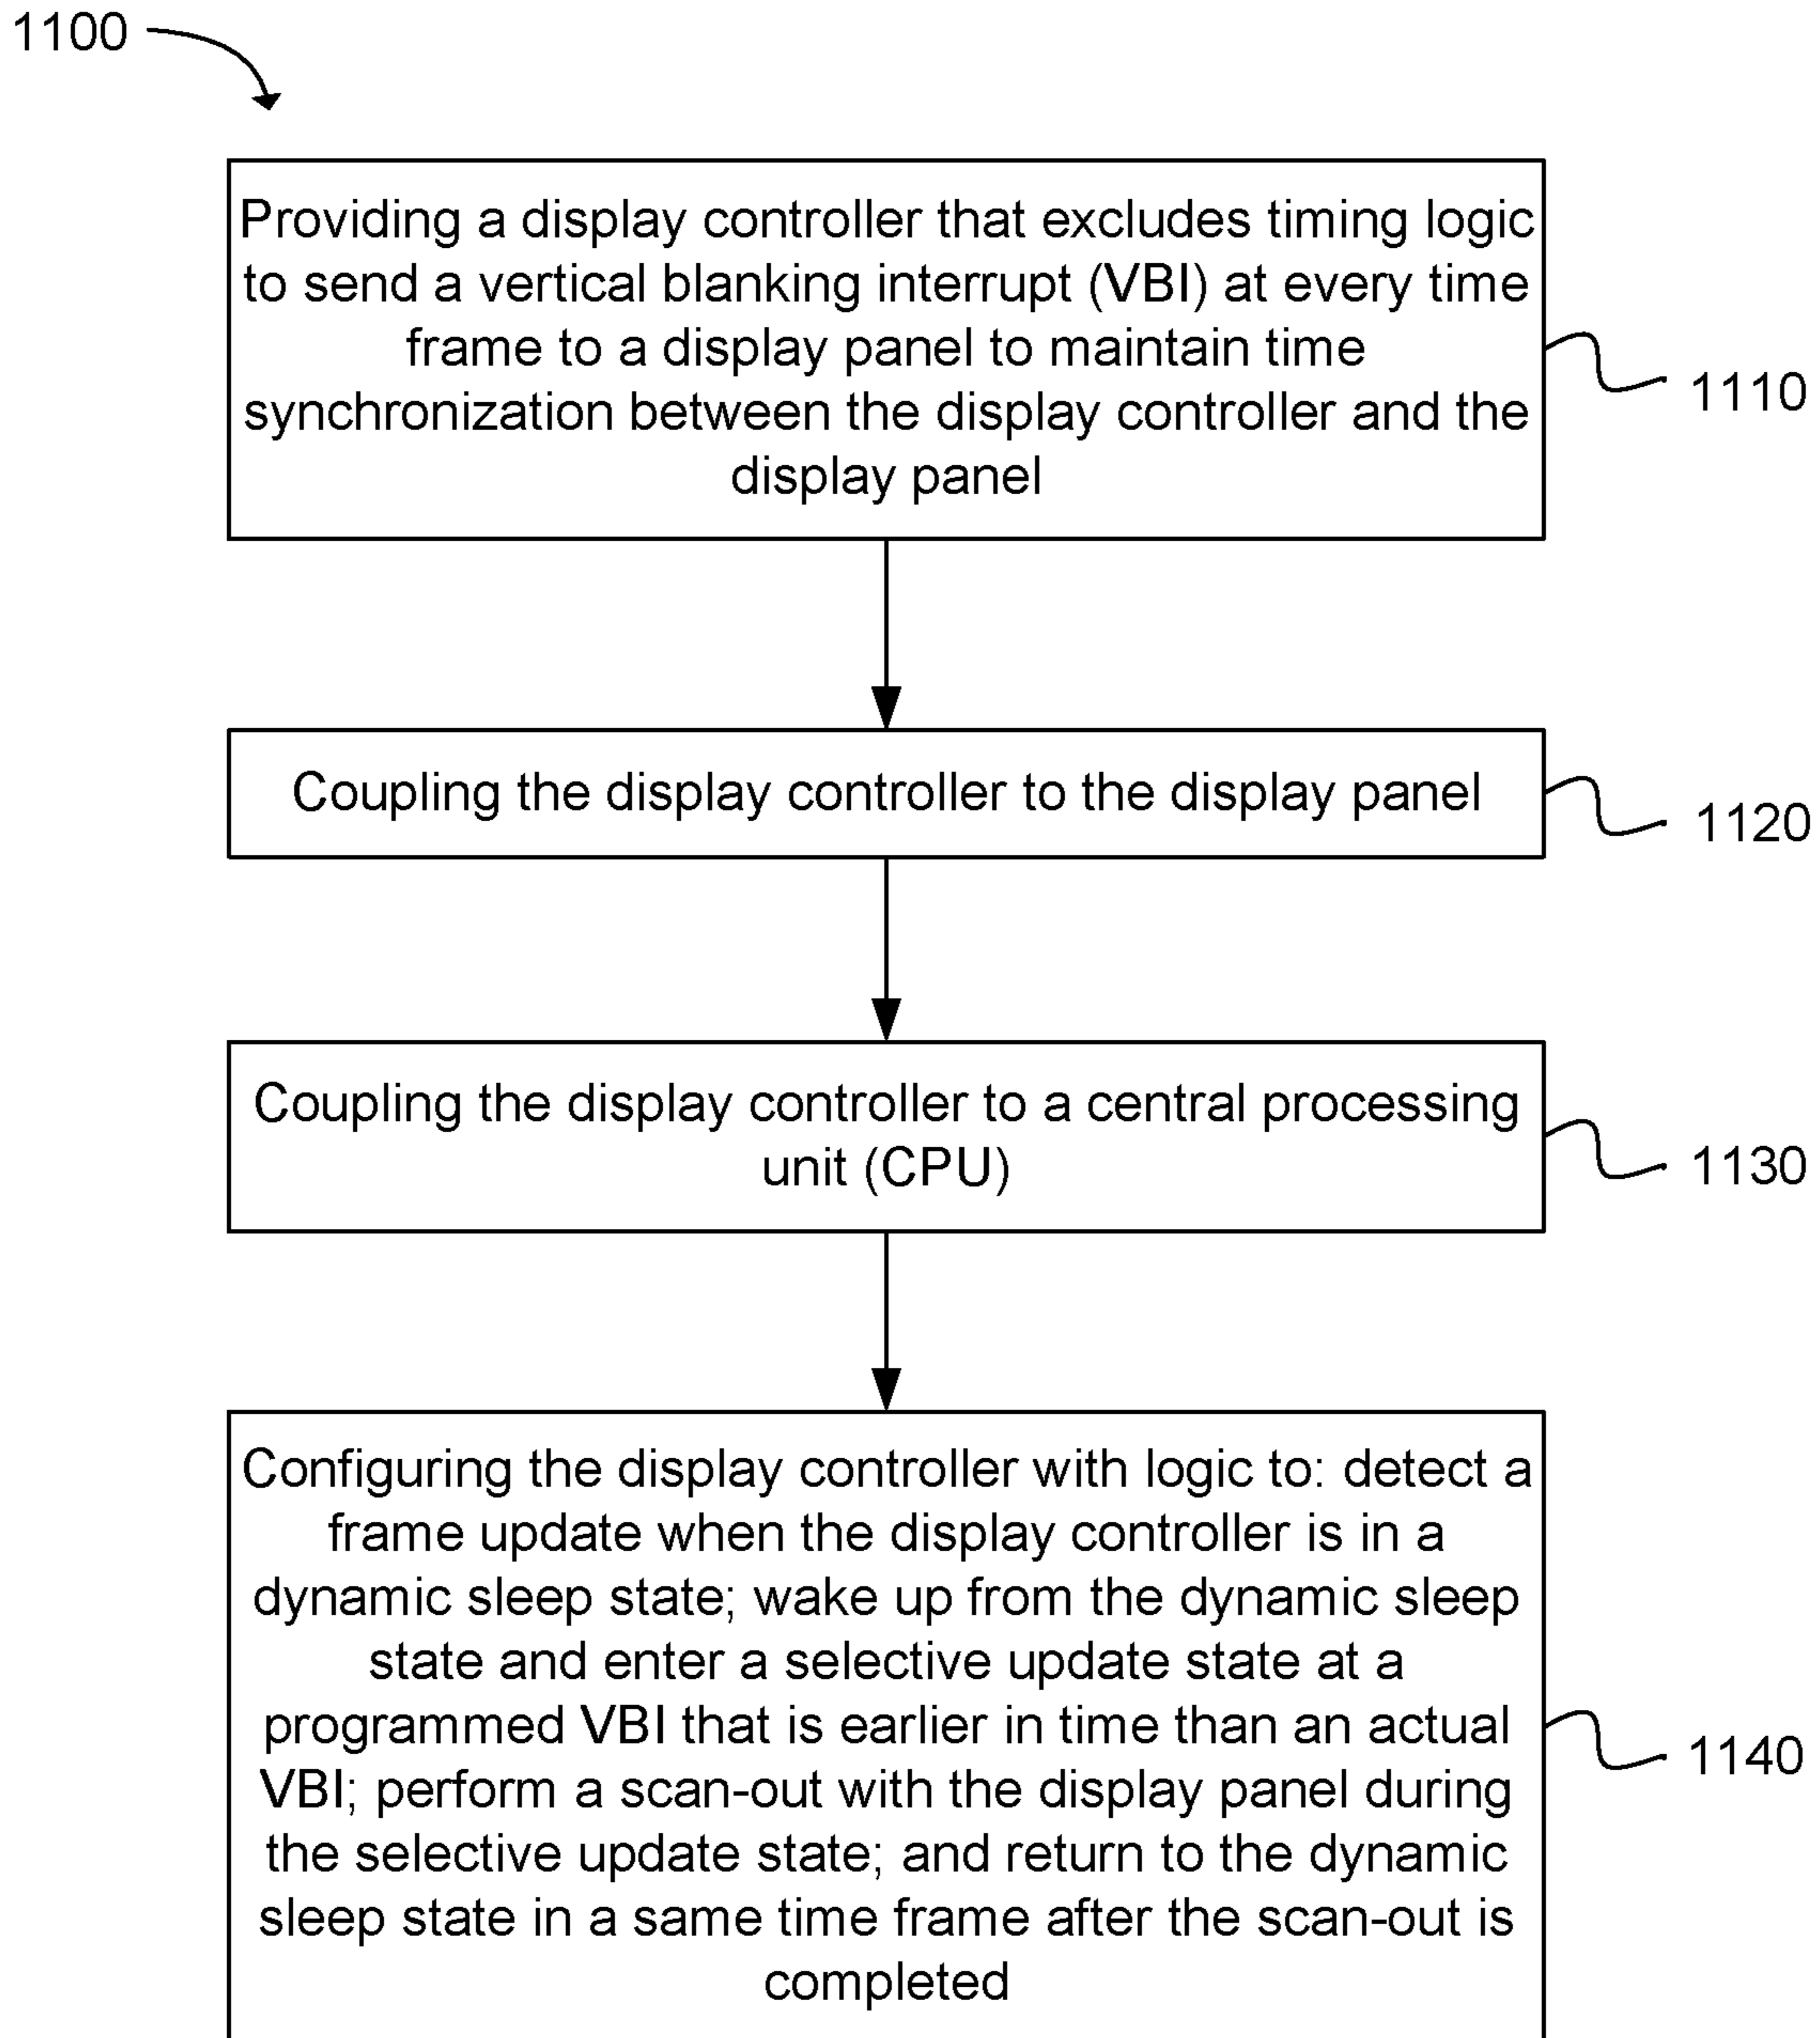 1100
Providing a display controller that excludes timing logic
to send a vertical blanking interrupt (VBI) at every time
frame to a display panel to maintain time
synchronization between the display controller and the
display panel
1110
Coupling the display controller to the display panel
1120
Coupling the display controller to a central processing
unit (CPU)
1130
Configuring the display controller with logic to: detect a
frame update when the display controller is in a
dynamic sleep state; wake up from the dynamic sleep
state and enter a selective update state at a
programmed VBI that is earlier in time than an actual
VBI; perform a scan-out with the display panel during
the selective update state; and return to the dynamic
sleep state in a same time frame after the scan-out is
completed
1140